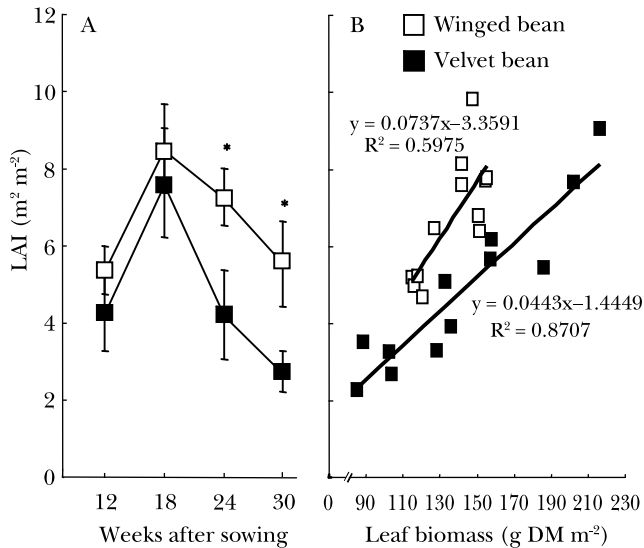 A
12
10
8
6
4
2
0
LAI (m² m⁻²)
*
*
12 18 24 30
Weeks after sowing
B
Winged bean
Velvet bean
y = 0.0737x–3.3591
R² = 0.5975
y = 0.0443x–1.4449
R² = 0.8707
0 90 110 130 150 170 190 210 230
Leaf biomass (g DM m⁻²)